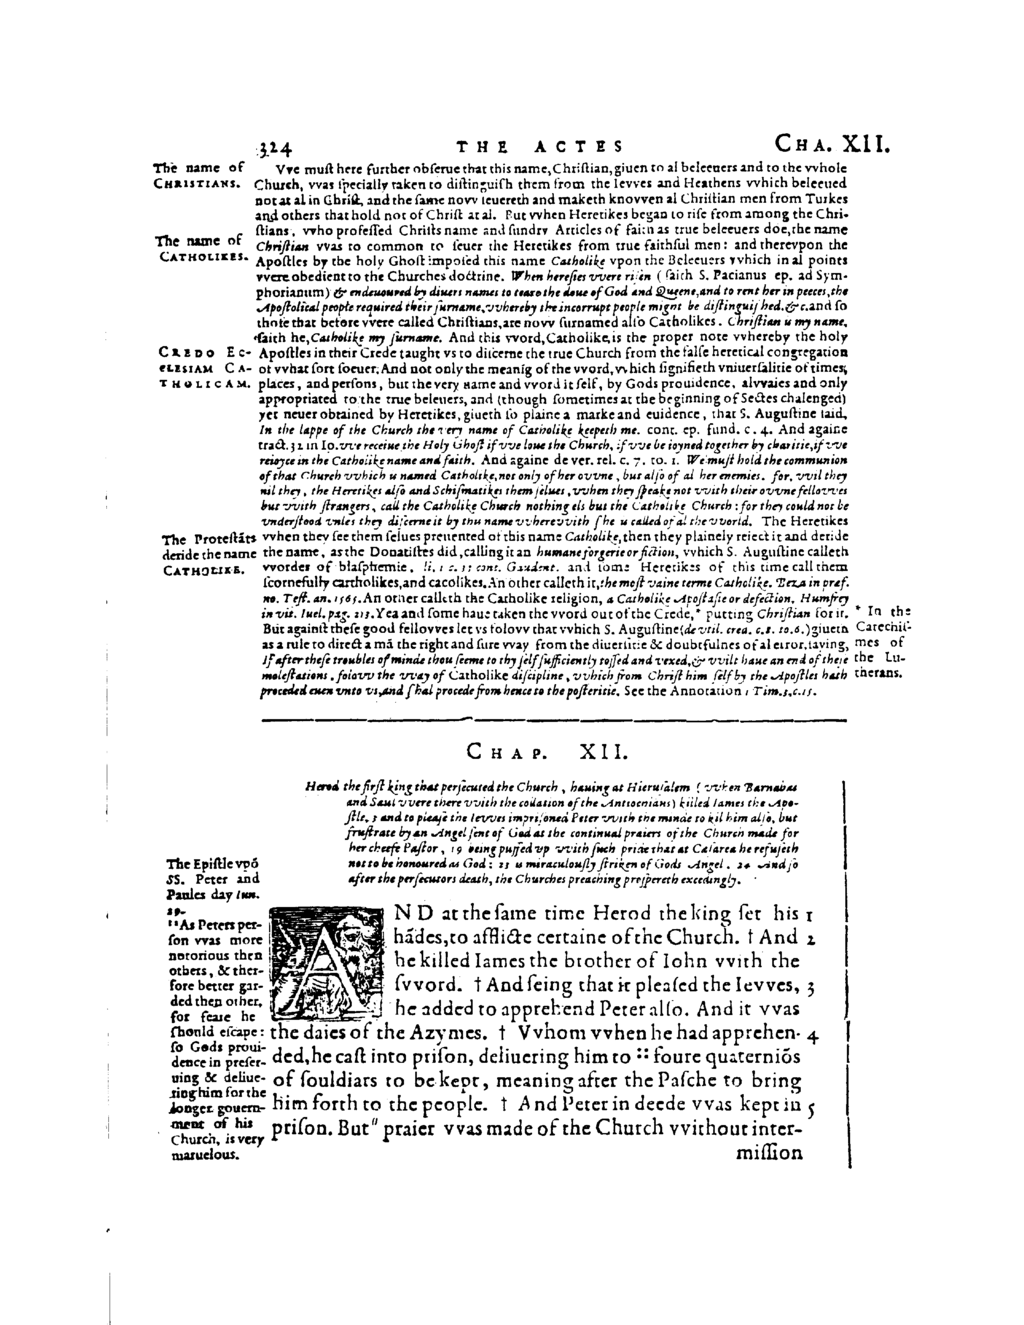 324 THE ACTES CHA. XII.
The name of
CHRISTIANS.
Vve must here further obserue that this name, Christian, giuen to al beleeuers and to the vvhole
Church, vvas specially taken to distinguish them from the Ievves and Heathens vvhich beleeued
not at al in Christ, and the same novv seuereth and maketh knovven al Christian men from Turkes
and others that hold not of Christ at al. But vvhen Heretikes began to rise from among the Chri-
stians, vvho professed Christs name and sundry Articles of faith as true beleeuers doe, the name
The name of
CATHOLIKES.
Christian vvas to common to seuer the Heretikes from true faithful men: and therevpon the
Apostles by the holy Ghost imposed this name Catholike vpon the Beleeuers vvhich in al points
vvere obedient to the Churches doctrine. When heresies vvere risen (saith S. Pacianus ep. ad Sym-
phorianum) & endeuoured by diuers names to teare the doue of God and Queene, and to rent her in peeces, the
Apostolical people required their surname, vvhereby the incorrupt people might be distinguished. &c. and so
those that before vvere called Christians, are novv surnamed also Catholikes. Christian is my name,
saith he, Catholike my surname. And this vvord, Catholike, is the proper note vvhereby the holy
CREDO EC-
CLESIAM CA-
THOLICAM.
Apostles in their Crede taught vs to discerne the true Church from the false heretical congregation
of vvhat sort soeuer. And not only the meanig of the vvord, vvhich signifieth vniuersalitie of times,
places, and persons, but the very name and vvord it self, by Gods prouidence, alvvaies and only
appropriated to the true beleuers, and (though sometimes at the beginning of Sectes chalenged)
yet neuer obtained by Heretikes, giueth so plaine a marke and euidence, that S. Augustine said,
In the lappe of the Church the very name of Catholike keepeth me. cont. ep. fund. c. 4. And againe
tract. 32 in Io. vve receiue the Holy Ghost if vve loue the Church, if vve be ioyned together by charitie, if vve
reioyce in the Catholike name and faith. And againe de ver. rel. c. 7. to. 1. We must hold the communion
of that Church vvhich is named Catholike, not only of her ovvne, but also of al her enemies. for, vvil they
nil they, the Heretikes also and Schismatikes them selues, vvhen they speake not vvith their ovvne fellovves
but vvith strangers, call the Catholike Church nothing els but the Catholike Church: for they could not be
vnderstood vnles they discerne it by this name vvherevvith she is called of al the vvorld. The Heretikes
The Protestãts
deride the name
CATHOLIKE.
vvhen they see them selues preuented of this name Catholike, then they plainely reiect it and deride
the name, as the Donatistes did, calling it an humane forgerie or fiction, vvhich S. Augustine calleth
vvordes of blasphemie, li, 1 c. 33 cont. Gaudent. and some Heretikes of this time call them
scornefully cartholikes, and cacolikes. An other calleth it, the most vaine terme Catholike. Beza in præf.
no. Test. an. 1565. An other calleth the Catholike religion, a Catholike Apostasie or defection. Humfrey
in vit. Iuel. pag. 213. Yea and some haue taken the vvord out of the Crede,* putting Christian for it.
* In the
Catechis-
mes of
the Lu-
therans.
But against these good fellovves let vs folovv that vvhich S. Augustine (de vtil. cred. c. 8. to. 6.) giueth
as a rule to direct a mã the right and sure vvay from the diuersitie & doubtfulnes of al error, saying,
If after these troubles of minde thou seeme to thy self sufficiently tossed and vexed, & vvilt haue an end of these
molestations, folovv the vvay of Catholike discipline, vvhich from Christ him self by the Apostles hath
proceded euen vnto vs, and shal procede from hence to the posteritie. See the Annotation 1 Tim. 3, c. 15.
CHAP. XII.
Herod the first king that persecuted the Church, hauing at Hierusalem (vvhen Barnabas
and Saul vvere there vvith the collation of the Antiochians) killed Iames the Apo-
stle, 3 and to please the Ievves imprisoned Peter vvith the minde to kil him also, but
frustrate by an Angel sent of God at the continual praiers of the Church made for
her cheefe Pastor, 19 being puffed vp vvith such pride that at Cæsarea he refuseth
not to be honoured as God: 23 is miraculously striken of Gods Angel. 24 And so
after the persecutors death, the Churches preaching prospereth excedingly.
The Epistle vpõ
SS. Peter and
Paules day Iun.
29.
"As Peters per-
son vvas more
notorious then
others, & ther-
fore better gar-
ded then other,
for feare he
should escape:
so Gods proui-
dence in preser-
uing & deliue-
ring him for the
longer gouern-
ment of his
Church, is very
maruelous.
AND at the same time Herod the king set his 1
hãdes, to afflicte certaine of the Church. † And 2
he killed Iames the brother of Iohn vvith the
svvord. † And seing that it pleased the Ievves, 3
he added to apprehend Peter also. And it vvas
the daies of the Azymes. † Vvhom vvhen he had apprehen- 4
ded, he cast into prison, deliuering him to :: foure quaterniõs
of souldiars to be kept, meaning after the Pasche to bring
him forth to the people. † And Peter in deede vvas kept in 5
prison. But " praier vvas made of the Church vvithout inter-
mission